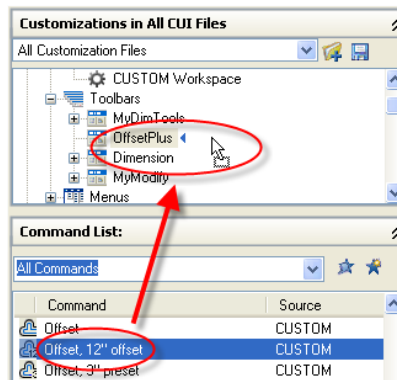 Customizations in All CUI Files
All Customization Files
CUSTOM Workspace
Toolbars
MyDimTools
OffsetPlus
Dimension
MyModify
Menus
Command List:
All Commands
Command Source
Offset CUSTOM
Offset, 12" offset CUSTOM
Offset, 3" preset CUSTOM